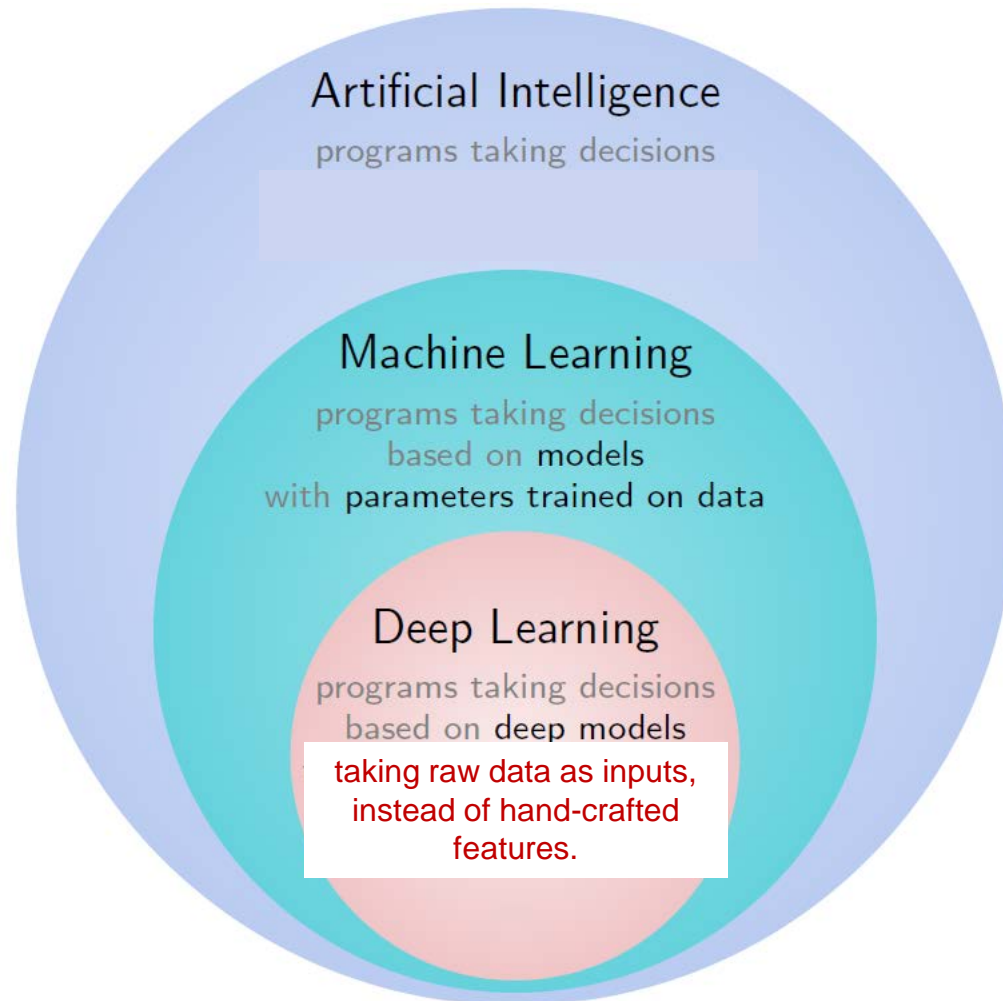 Artificial Intelligence
programs taking decisions
Machine Learning
programs taking decisions
based on models
with parameters trained on data
Deep Learning
programs taking decisions
based on deep models
taking raw data as inputs,
instead of hand-crafted
features.